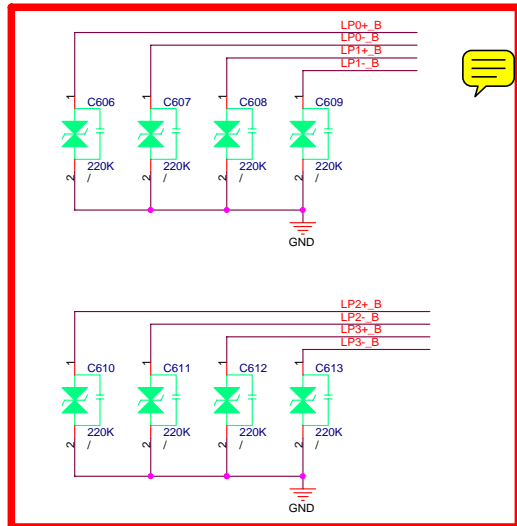 LP0+_B
LP0-_B
LP1+_B
LP1-_B
1 C606 1 C607 1 C608 1 C609
2 220K 2 220K 2 220K 2 220K
/ / / /
GND
LP2+_B
LP2-_B
LP3+_B
LP3-_B
1 C610 1 C611 1 C612 1 C613
2 220K 2 220K 2 220K 2 220K
/ / / /
GND